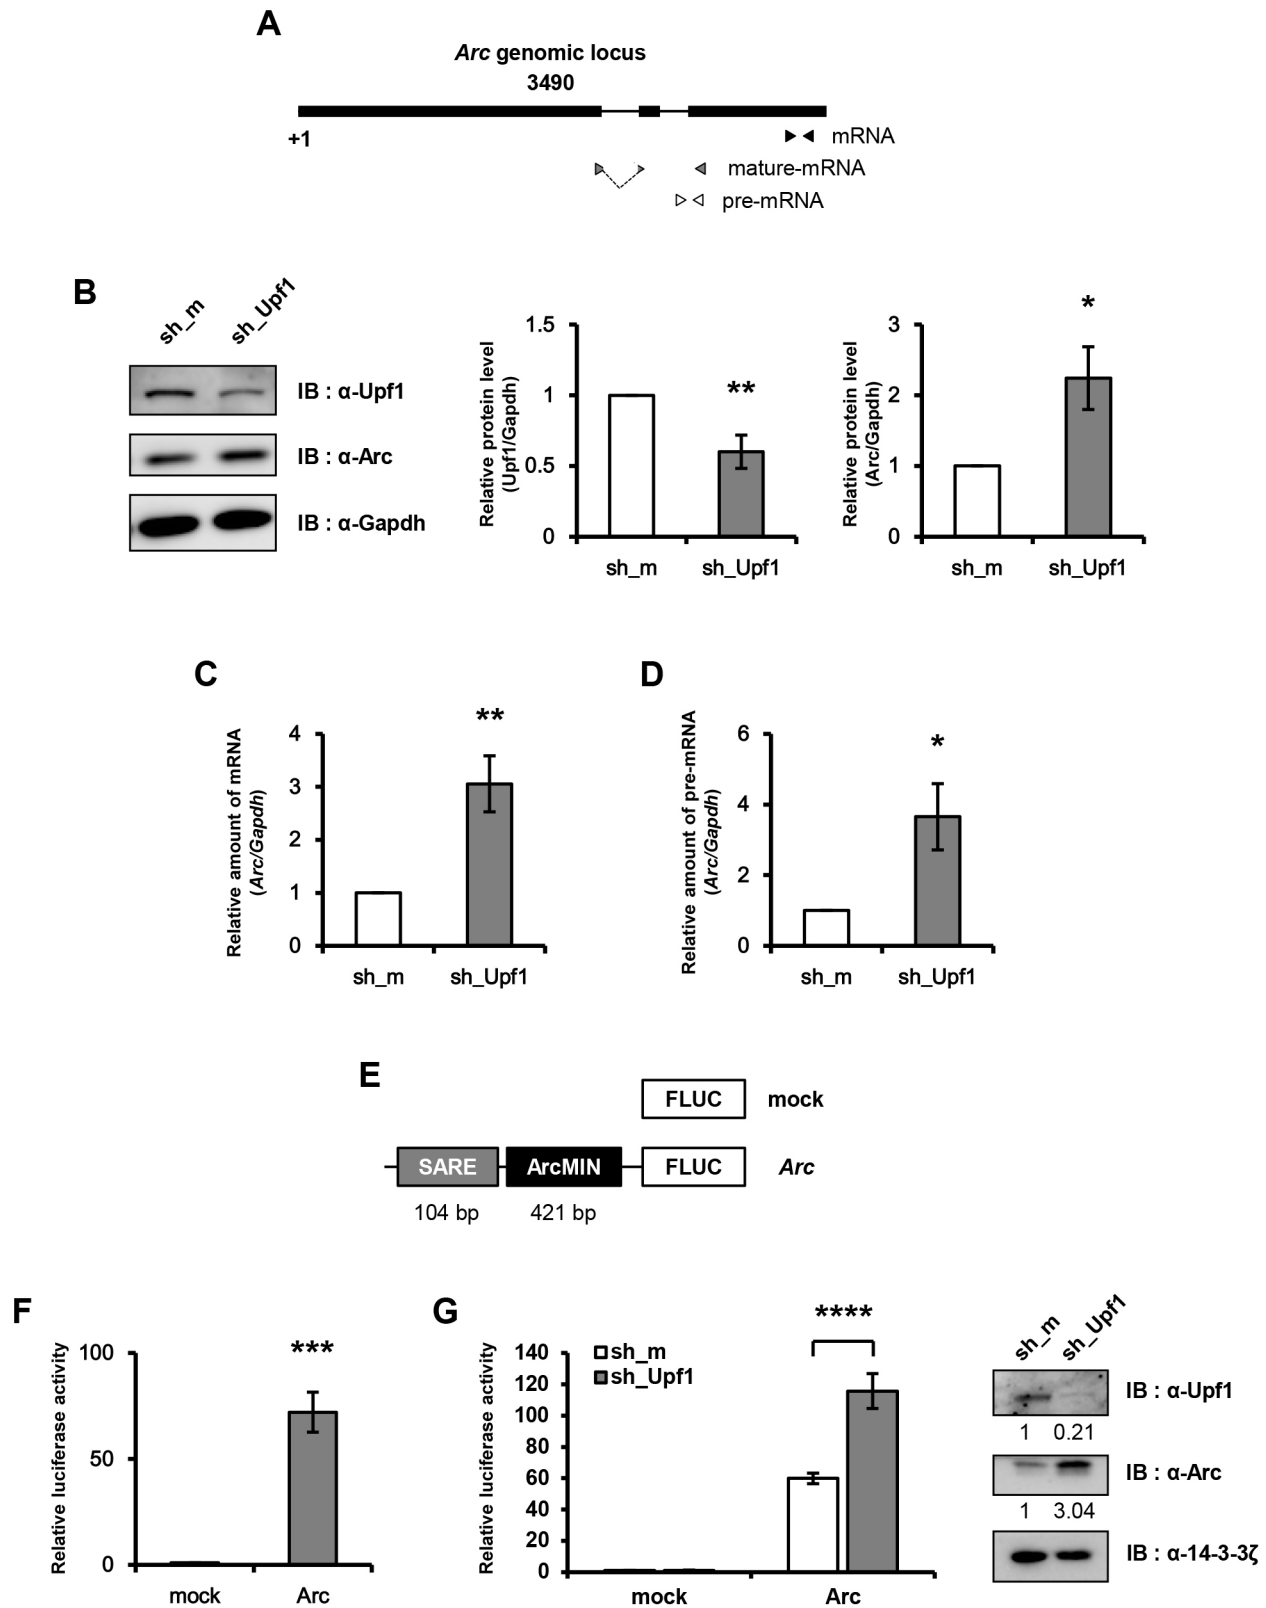 A
Arc genomic locus
3490
+1
mRNA
mature-mRNA
pre-mRNA
B
sh_m
sh_Upf1
IB : α-Upf1
IB : α-Arc
IB : α-Gapdh
Relative protein level
(Upf1/Gapdh)
1.5
1
0.5
0
**
sh_m
sh_Upf1
Relative protein level
(Arc/Gapdh)
3
2
1
0
*
sh_m
sh_Upf1
C
Relative amount of mRNA
(Arc/Gapdh)
4
3
2
1
0
**
sh_m
sh_Upf1
D
Relative amount of pre-mRNA
(Arc/Gapdh)
6
4
2
0
*
sh_m
sh_Upf1
E
FLUC
mock
SARE
ArcMIN
FLUC
Arc
104 bp
421 bp
F
Relative luciferase activity
100
50
0
***
mock
Arc
G
Relative luciferase activity
140
120
100
80
60
40
20
0
sh_m
sh_Upf1
****
mock
Arc
sh_m
sh_Upf1
IB : α-Upf1
1 0.21
IB : α-Arc
1 3.04
IB : α-14-3-3ζ